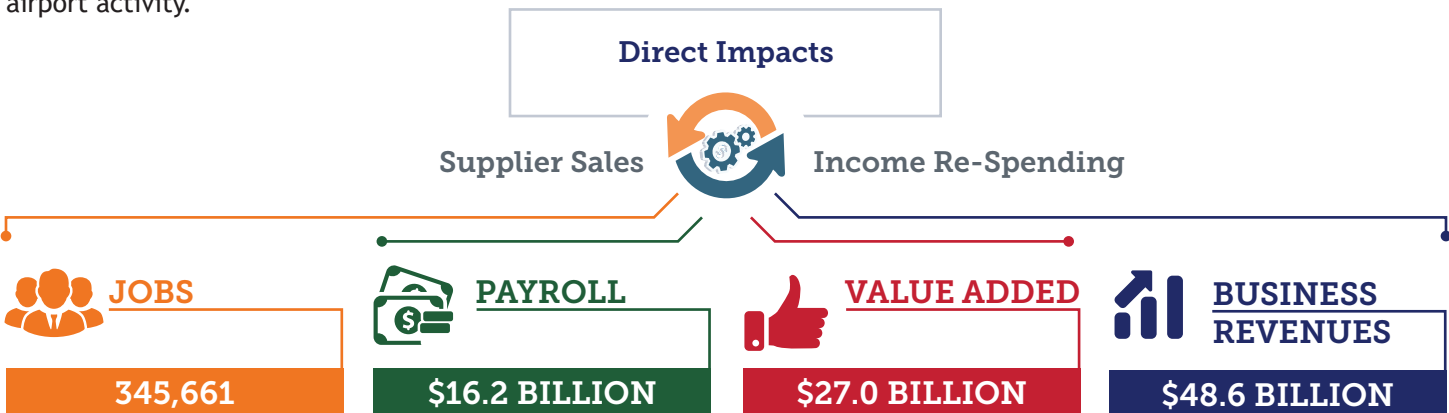 airport activity.
Direct Impacts
Supplier Sales
Income Re-Spending
JOBS
PAYROLL
VALUE ADDED
BUSINESS
REVENUES
345,661
$16.2 BILLION
$27.0 BILLION
$48.6 BILLION